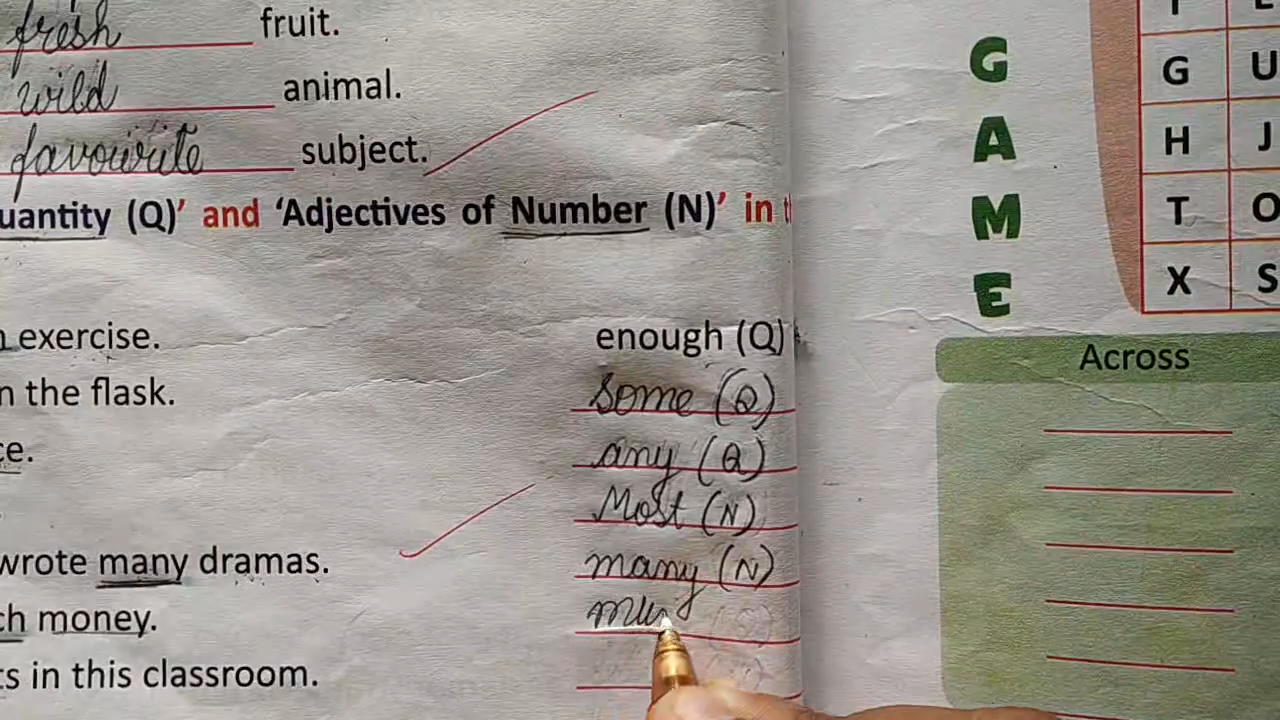 fresh fruit.
wild animal.
favourite subject.
uantity (Q)' and 'Adjectives of Number (N)' in t
exercise. enough (Q)
n the flask. some (Q)
ce. any (Q)
Most (N)
wrote many dramas. many (N)
ch money. mu
s in this classroom.
G
A
M
E
G U
H J
T O
X S
Across